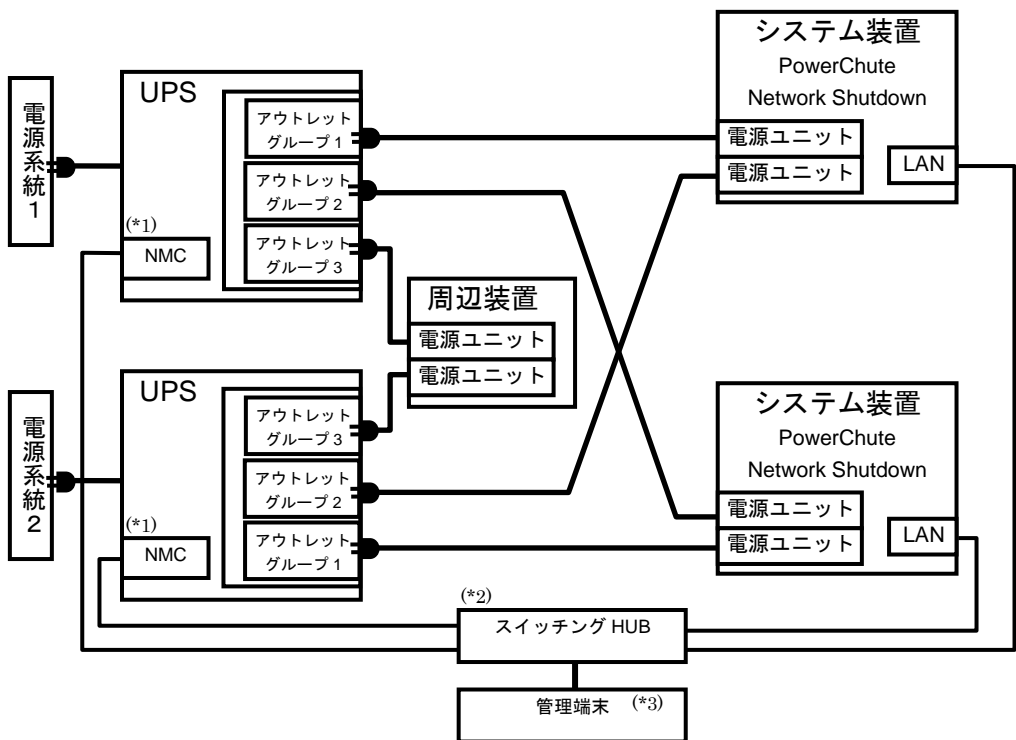 電源系統1
UPS
アウトレット
グループ1
アウトレット
グループ2
アウトレット
グループ3
(*1)
NMC
システム装置
PowerChute
Network Shutdown
電源ユニット
電源ユニット
LAN
周辺装置
電源ユニット
電源ユニット
電源系統2
UPS
アウトレット
グループ3
アウトレット
グループ2
アウトレット
グループ1
(*1)
NMC
システム装置
PowerChute
Network Shutdown
電源ユニット
電源ユニット
LAN
(*2)
スイッチング HUB
管理端末 (*3)